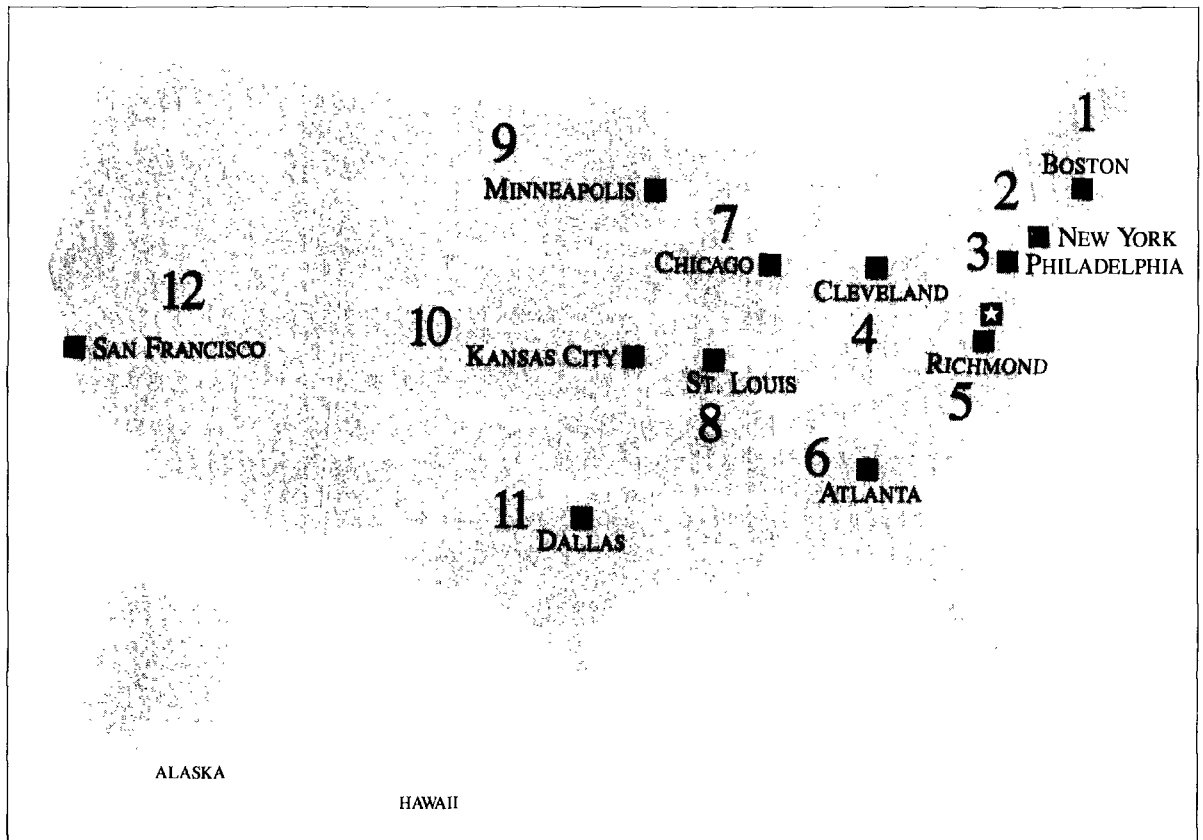 1
BOSTON
2
NEW YORK
3
PHILADELPHIA
9
MINNEAPOLIS
7
CHICAGO
CLEVELAND
4
12
SAN FRANCISCO
10
KANSAS CITY
ST. LOUIS
8
RICHMOND
5
6
ATLANTA
11
DALLAS
ALASKA
HAWAII